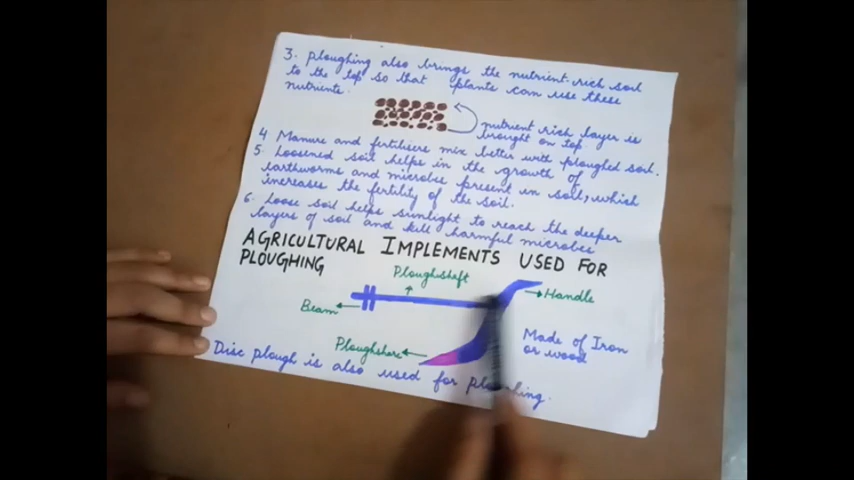 3. Ploughing also brings the nutrient-rich soil
to the top so that plants can use these
nutrients.
nutrient rich layer is
brought on top
4 Manure and fertilisers mix better with ploughed soil.
5. Loosened soil helps in the growth of
earthworms and microbes present in soil, which
increases the fertility of the soil.
6. Loose soil helps sunlight to reach the deeper
layers of soil and kill harmful microbes
AGRICULTURAL IMPLEMENTS USED FOR
PLOUGHING
Ploughshaft
Handle
Beam
Made of Iron
or wood
Ploughshare
Disc plough is also used for ploughing.